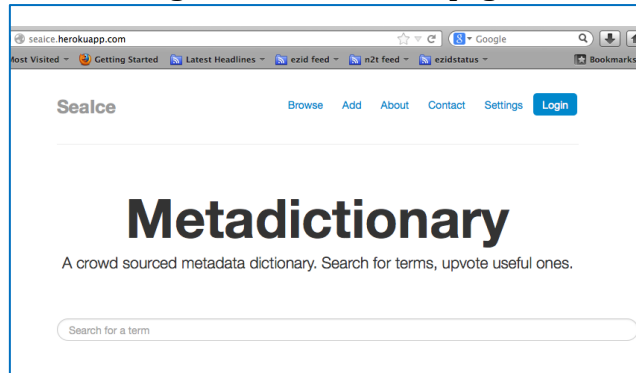 seaice.herokuapp.com Google
Most Visited Getting Started Latest Headlines ezid feed n2t feed ezidstatus Bookmarks
SeaIce Browse Add About Contact Settings Login
Metadictionary
A crowd sourced metadata dictionary. Search for terms, upvote useful ones.
Search for a term